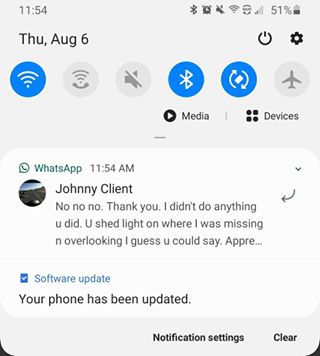 11:54 51%
Thu, Aug 6
Media | Devices
WhatsApp 11:54 AM
Johnny Client
No no no. Thank you. I didn't do anything
u did. U shed light on where I was missing
n overlooking I guess u could say. Appre…
Software update
Your phone has been updated.
Notification settings Clear